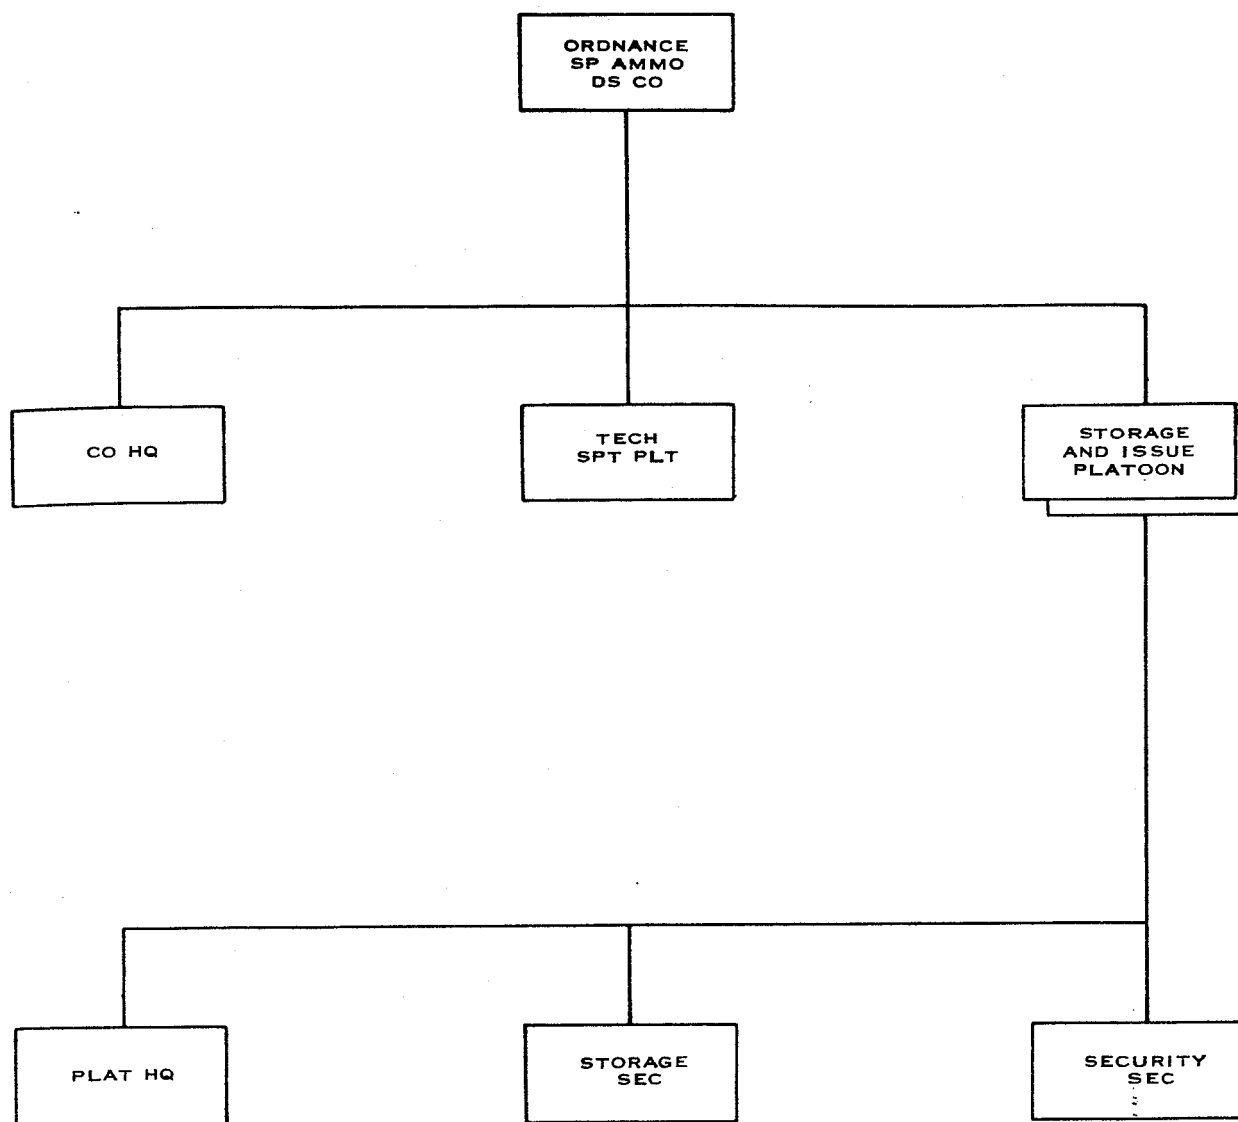 ORDNANCE
SP AMMO
DS CO
CO HQ
TECH
SPT PLT
STORAGE
AND ISSUE
PLATOON
PLAT HQ
STORAGE
SEC
SECURITY
SEC